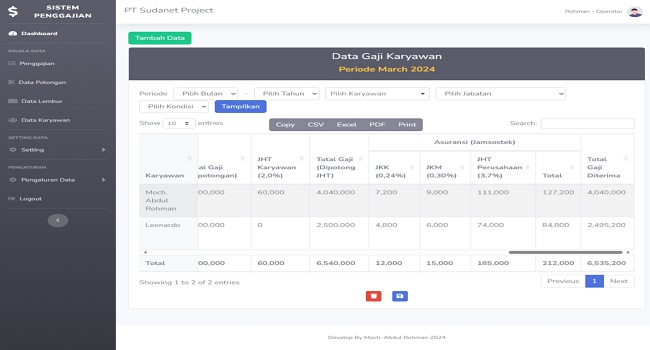 SISTEM
PENGGAJIAN
PT Sudanet Project
Rohman - Operator
Dashboard
KELOLA DATA
Penggajian
Data Potongan
Data Lembur
Data Karyawan
SETTING DATA
Setting
PENGATURAN
Pengaturan Data
Logout
Tambah Data
Data Gaji Karyawan
Periode March 2024
Periode Pilih Bulan - Pilih Tahun Pilih Karyawan Pilih Jabatan
Pilih Kondisi Tampilkan
Show 10 entries Copy CSV Excel PDF Print Search:
Asuransi (Jamsostek)
Karyawan al Gaji potongan) JHT Karyawan (2,0%) Total Gaji (Dipotong JHT) JKK (0,24%) JKM (0,30%) JHT Perusahaan (3,7%) Total Total Gaji Diterima
Moch. Abdul Rohman 00,000 60,000 4,040,000 7,200 9,000 111,000 127,200 4,040,000
Leonardo 00,000 0 2,500,000 4,800 6,000 74,000 84,800 2,495,200
Total 00,000 60,000 6,540,000 12,000 15,000 185,000 212,000 6,535,200
Showing 1 to 2 of 2 entries
Previous 1 Next
Develop By Moch. Abdul Rohman 2024